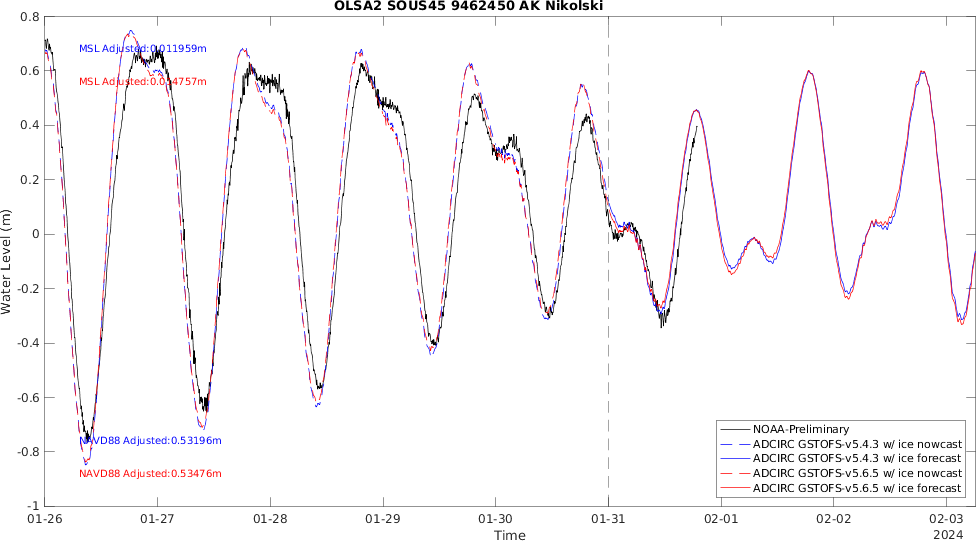 OLSA2 SOUS45 9462450 AK Nikolski
0.8
0.6
0.4
0.2
0
-0.2
-0.4
-0.6
-0.8
-1
Water Level (m)
MSL Adjusted:0.011959m
MSL Adjusted:0.014757m
NAVD88 Adjusted:0.53196m
NAVD88 Adjusted:0.53476m
NOAA-Preliminary
ADCIRC GSTOFS-v5.4.3 w/ ice nowcast
ADCIRC GSTOFS-v5.4.3 w/ ice forecast
ADCIRC GSTOFS-v5.6.5 w/ ice nowcast
ADCIRC GSTOFS-v5.6.5 w/ ice forecast
01-26 01-27 01-28 01-29 01-30 01-31 02-01 02-02 02-03
Time
2024